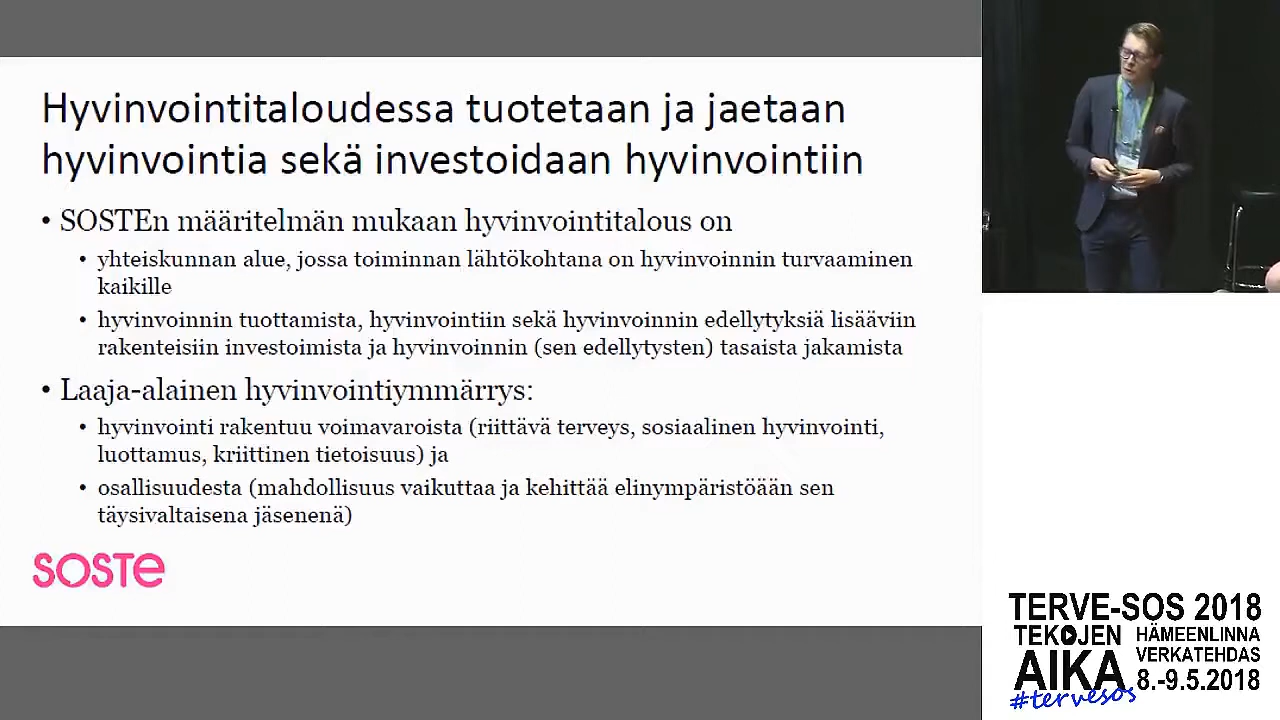 Hyvinvointitaloudessa tuotetaan ja jaetaan
hyvinvointia sekä investoidaan hyvinvointiin
• SOSTEn määritelmän mukaan hyvinvointitalous on
• yhteiskunnan alue, jossa toiminnan lähtökohtana on hyvinvoinnin turvaaminen
kaikille
• hyvinvoinnin tuottamista, hyvinvointiin sekä hyvinvoinnin edellytyksiä lisääviin
rakenteisiin investoimista ja hyvinvoinnin (sen edellytysten) tasaista jakamista
• Laaja-alainen hyvinvointiymmärrys:
• hyvinvointi rakentuu voimavaroista (riittävä terveys, sosiaalinen hyvinvointi,
luottamus, kriittinen tietoisuus) ja
• osallisuudesta (mahdollisuus vaikuttaa ja kehittää elinympäristöään sen
täysivaltaisena jäsenenä)
SOSTE
TERVE-SOS 2018
TEKOJEN
AIKA
HÄMEENLINNA
VERKATEHDAS
8.-9.5.2018
#tervesos